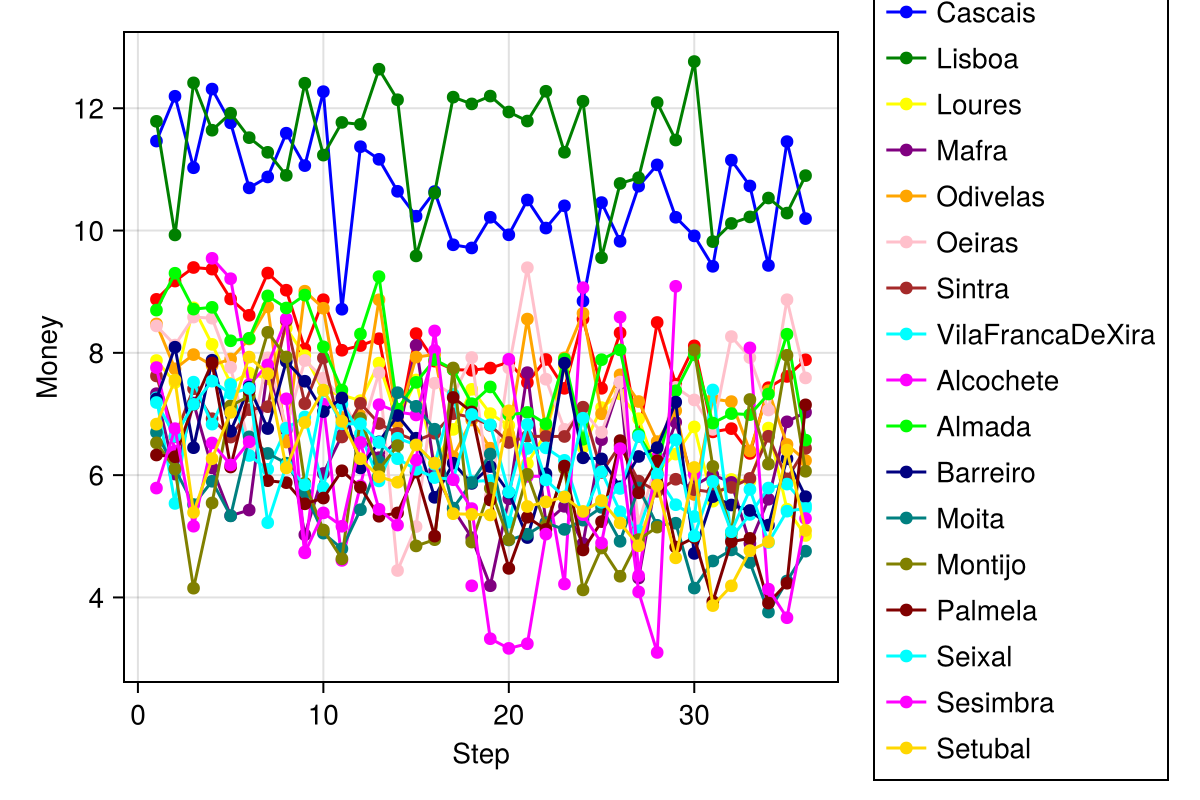 Money
12
10
8
6
4
0
10
20
30
Step
Cascais
Lisboa
Loures
Mafra
Odivelas
Oeiras
Sintra
VilaFrancaDeXira
Alcochete
Almada
Barreiro
Moita
Montijo
Palmela
Seixal
Sesimbra
Setubal